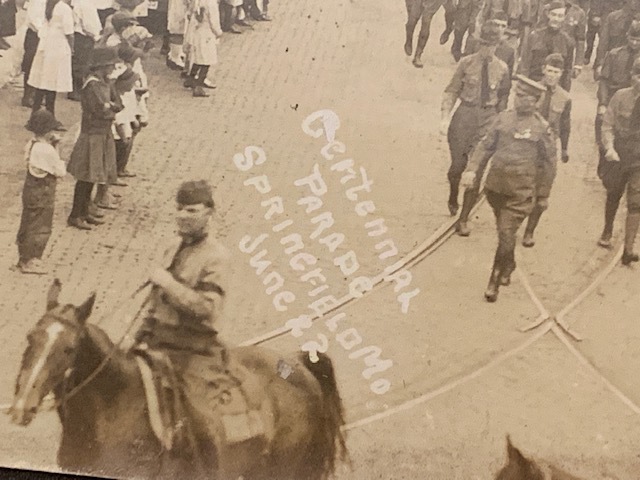 Centennial
Parade
Springfield Mo.
June